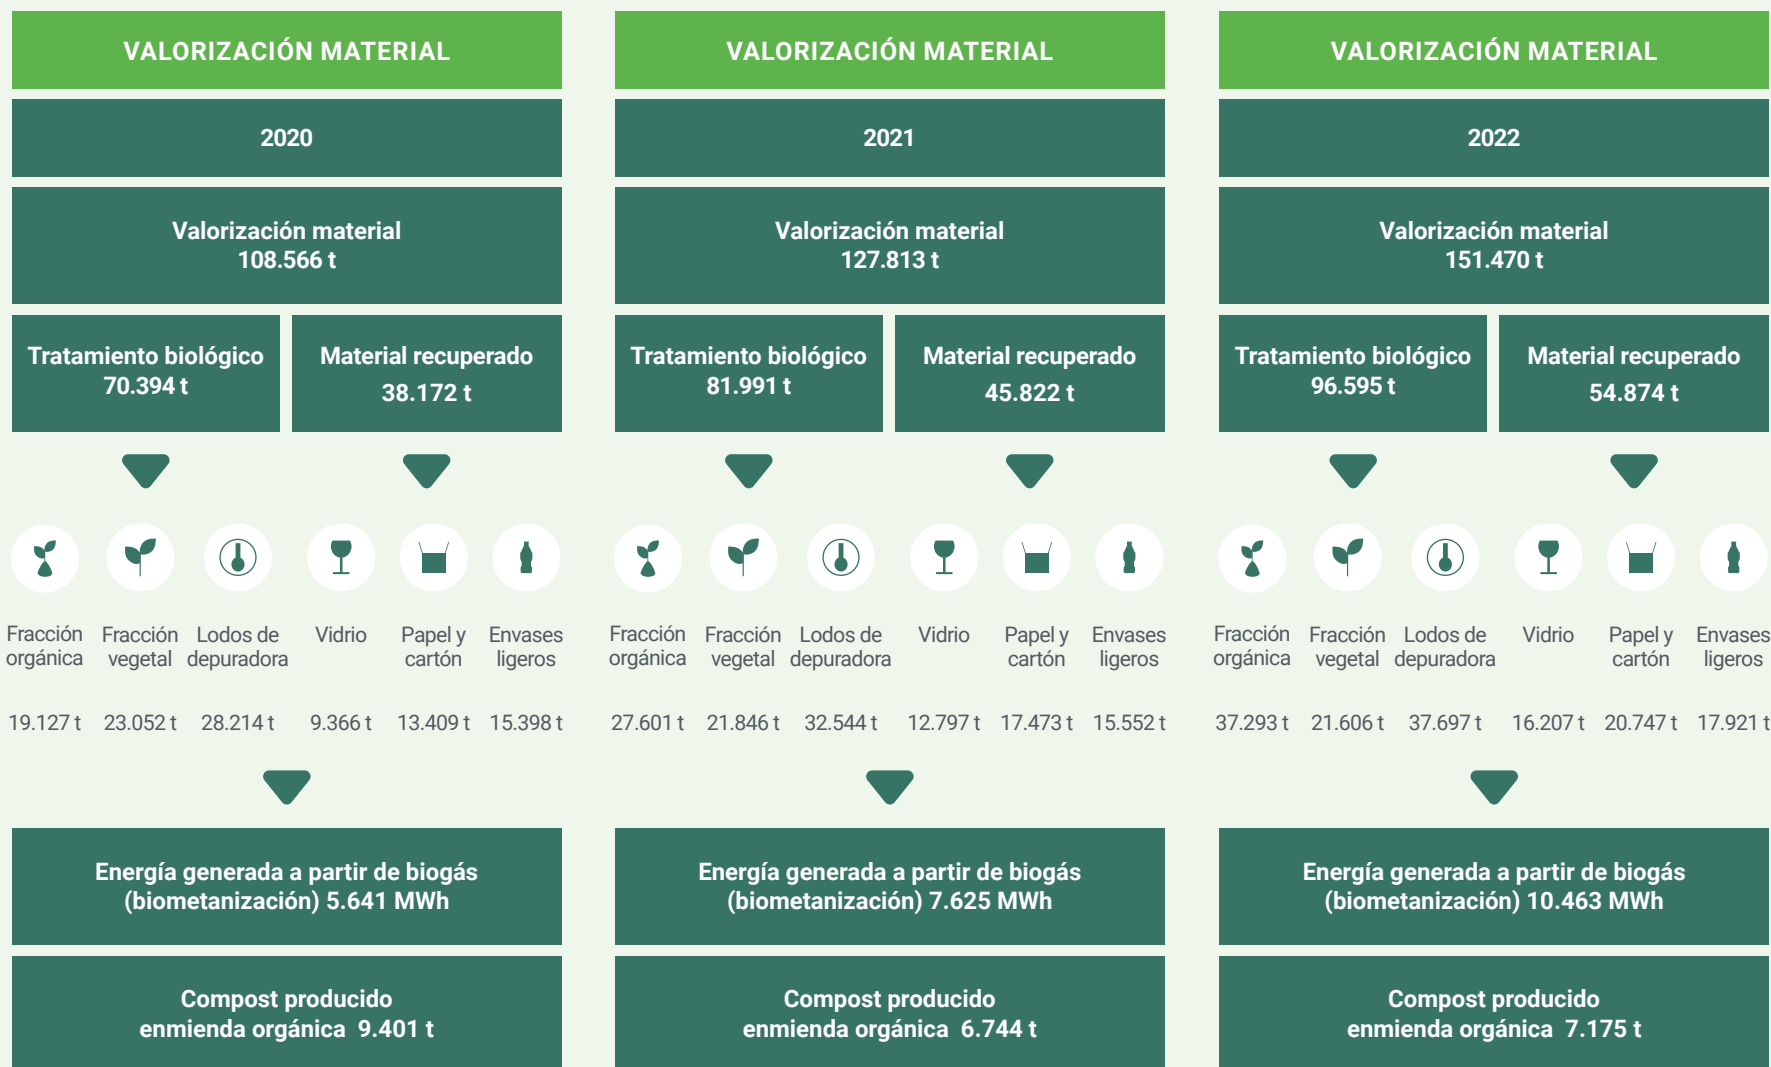 VALORIZACIÓN MATERIAL
2020
Valorización material
108.566 t
Tratamiento biológico
70.394 t
Material recuperado
38.172 t
Fracción
orgánica
Fracción
vegetal
Lodos de
depuradora
Vidrio
Papel y
cartón
Envases
ligeros
19.127 t
23.052 t
28.214 t
9.366 t
13.409 t
15.398 t
Energía generada a partir de biogás
(biometanización) 5.641 MWh
Compost producido
enmienda orgánica 9.401 t
VALORIZACIÓN MATERIAL
2021
Valorización material
127.813 t
Tratamiento biológico
81.991 t
Material recuperado
45.822 t
Fracción
orgánica
Fracción
vegetal
Lodos de
depuradora
Vidrio
Papel y
cartón
Envases
ligeros
27.601 t
21.846 t
32.544 t
12.797 t
17.473 t
15.552 t
Energía generada a partir de biogás
(biometanización) 7.625 MWh
Compost producido
enmienda orgánica 6.744 t
VALORIZACIÓN MATERIAL
2022
Valorización material
151.470 t
Tratamiento biológico
96.595 t
Material recuperado
54.874 t
Fracción
orgánica
Fracción
vegetal
Lodos de
depuradora
Vidrio
Papel y
cartón
Envases
ligeros
37.293 t
21.606 t
37.697 t
16.207 t
20.747 t
17.921 t
Energía generada a partir de biogás
(biometanización) 10.463 MWh
Compost producido
enmienda orgánica 7.175 t